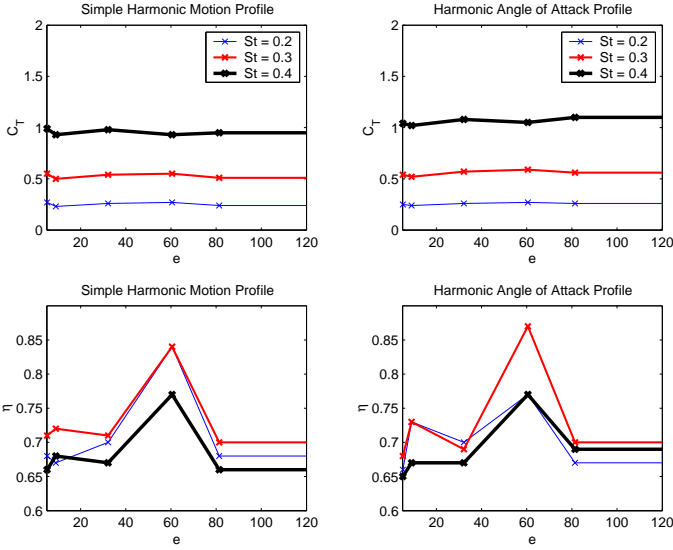 Simple Harmonic Motion Profile
2
1.5
1
0.5
0
C_T
20 40 60 80 100 120
e
St = 0.2
St = 0.3
St = 0.4
Harmonic Angle of Attack Profile
2
1.5
1
0.5
0
C_T
20 40 60 80 100 120
e
St = 0.2
St = 0.3
St = 0.4
Simple Harmonic Motion Profile
0.85
0.8
0.75
0.7
0.65
0.6
η
20 40 60 80 100 120
e
Harmonic Angle of Attack Profile
0.85
0.8
0.75
0.7
0.65
0.6
η
20 40 60 80 100 120
e